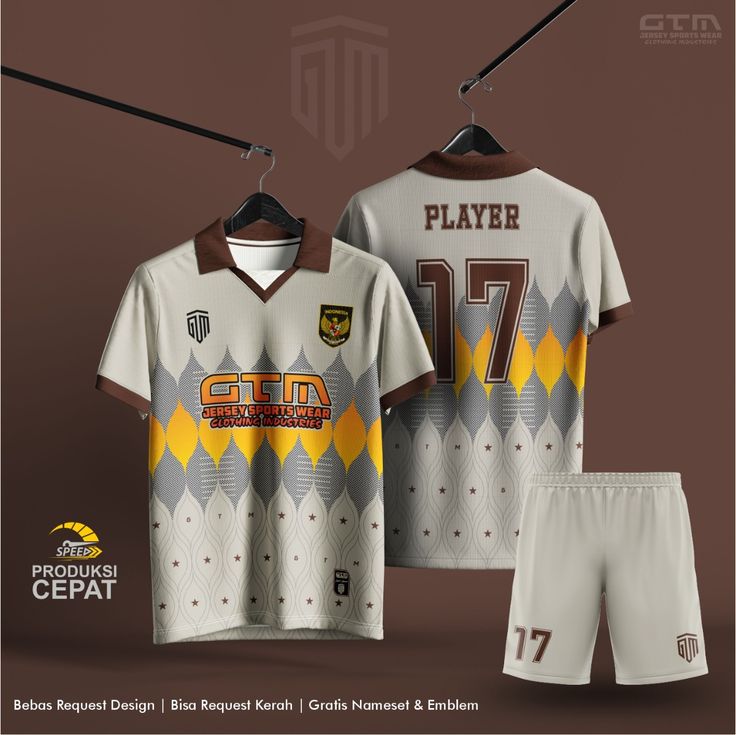 GTM
JERSEY SPORTS WEAR
CLOTHING INDUSTRIES
PLAYER
17
INDONESIA
GTM
JERSEY SPORTS WEAR
CLOTHING INDUSTRIES
G T M
G T M
SPEED
PRODUKSI
CEPAT
17
GTM
Bebas Request Design | Bisa Request Kerah | Gratis Nameset & Emblem